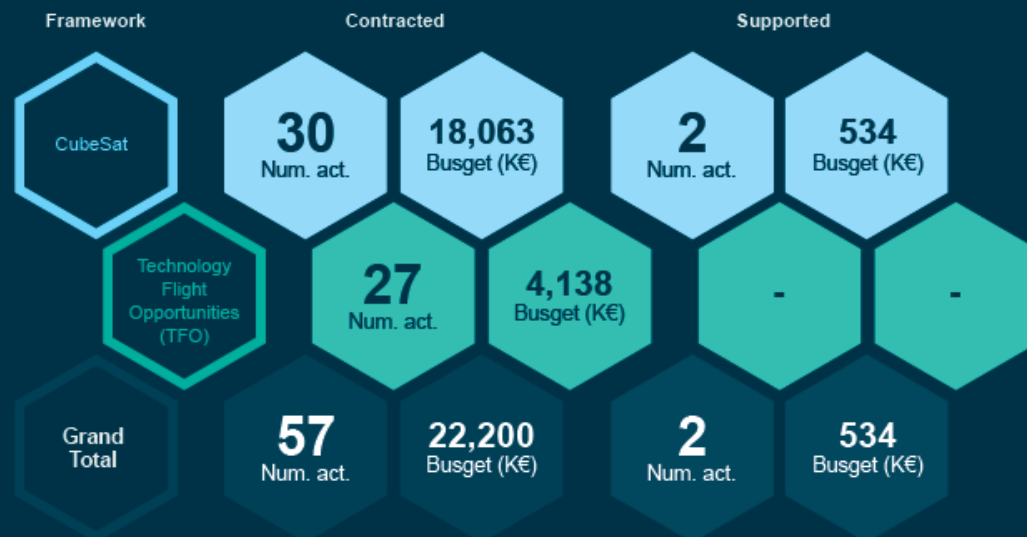 Framework
Contracted
Supported
CubeSat
30
Num. act.
18,063
Busget (K€)
2
Num. act.
534
Busget (K€)
Technology
Flight
Opportunities
(TFO)
27
Num. act.
4,138
Busget (K€)
-
-
Grand
Total
57
Num. act.
22,200
Busget (K€)
2
Num. act.
534
Busget (K€)